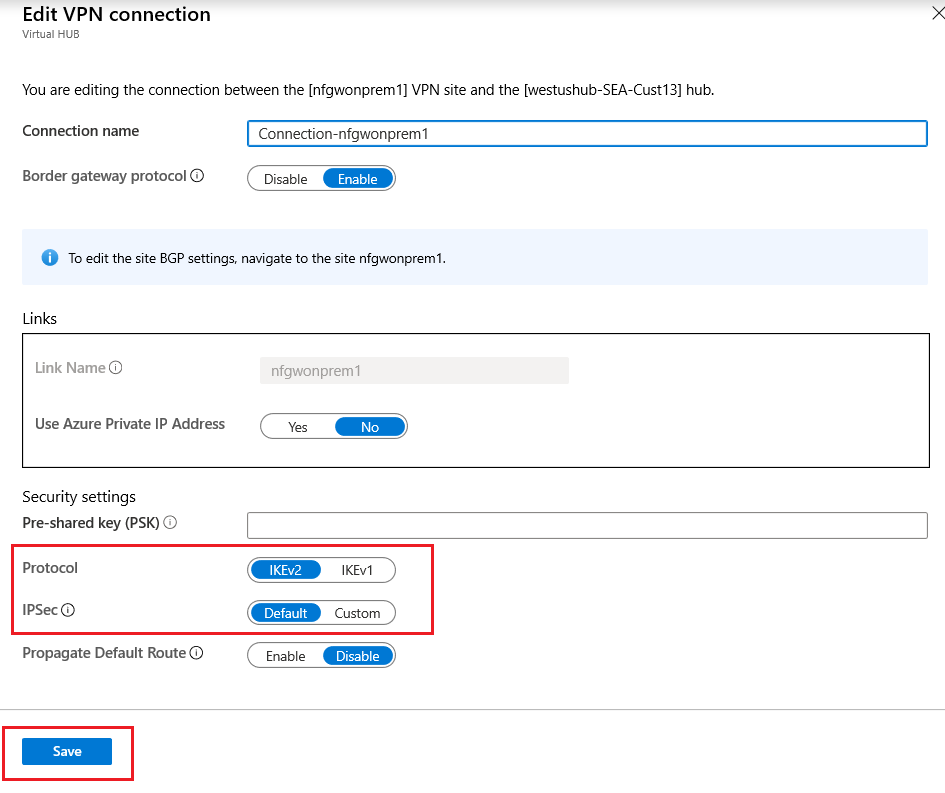 Edit VPN connection
Virtual HUB
You are editing the connection between the [nfgwonprem1] VPN site and the [westushub-SEA-Cust13] hub.
Connection name
Connection-nfgwonprem1
Border gateway protocol
Disable Enable
To edit the site BGP settings, navigate to the site nfgwonprem1.
Links
Link Name
nfgwonprem1
Use Azure Private IP Address
Yes No
Security settings
Pre-shared key (PSK)
Protocol
IKEv2 IKEv1
IPSec
Default Custom
Propagate Default Route
Enable Disable
Save